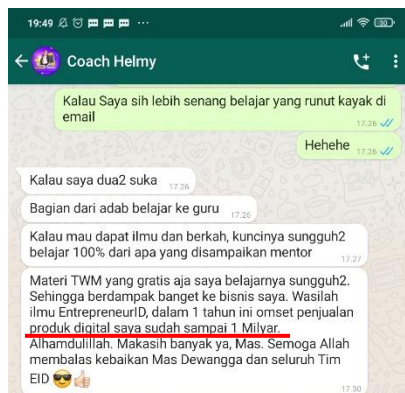 19:49
Coach Helmy
Kalau Saya sih lebih senang belajar yang runut kayak di
email
17.26
Hehehe 17.26
Kalau saya dua2 suka 17.26
Bagian dari adab belajar ke guru 17.26
Kalau mau dapat ilmu dan berkah, kuncinya sungguh2
belajar 100% dari apa yang disampaikan mentor
17.27
Materi TWM yang gratis aja saya belajarnya sungguh2.
Sehingga berdampak banget ke bisnis saya. Wasilah
ilmu EntrepreneurID, dalam 1 tahun ini omset penjualan
produk digital saya sudah sampai 1 Milyar.
Alhamdulillah. Makasih banyak ya, Mas. Semoga Allah
membalas kebaikan Mas Dewangga dan seluruh Tim
EID 😎👍
17.30